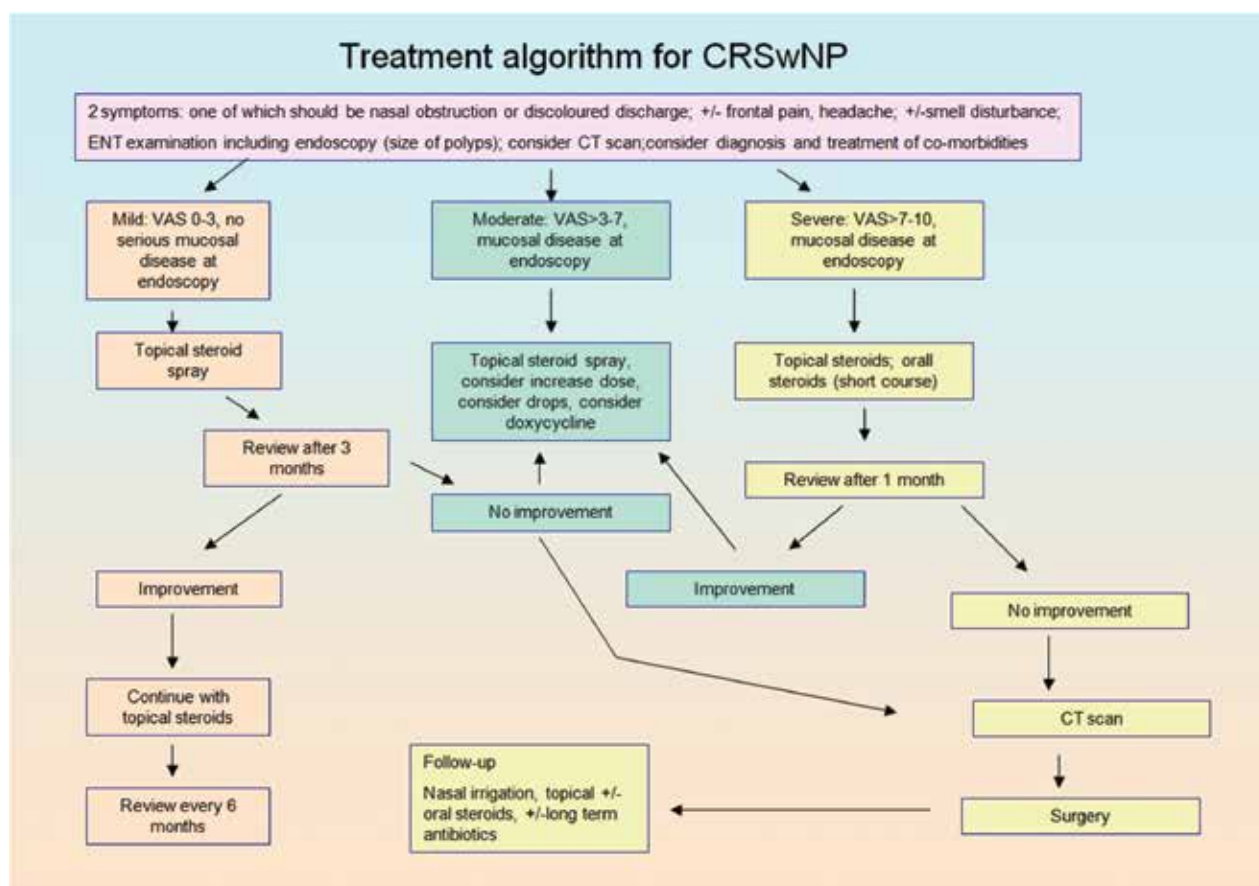 Treatment algorithm for CRSwNP
2 symptoms: one of which should be nasal obstruction or discoloured discharge; +/- frontal pain, headache; +/-smell disturbance;
ENT examination including endoscopy (size of polyps); consider CT scan;consider diagnosis and treatment of co-morbidities
Mild: VAS 0-3, no
serious mucosal
disease at
endoscopy
Moderate: VAS>3-7,
mucosal disease at
endoscopy
Severe: VAS>7-10,
mucosal disease at
endoscopy
Topical steroid
spray
Topical steroid spray,
consider increase dose,
consider drops, consider
doxycycline
Topical steroids; orall
steroids (short course)
Review after 3
months
Review after 1 month
No improvement
Improvement
Improvement
No improvement
Continue with
topical steroids
CT scan
Follow-up
Nasal irrigation, topical +/-
oral steroids, +/-long term
antibiotics
Review every 6
months
Surgery